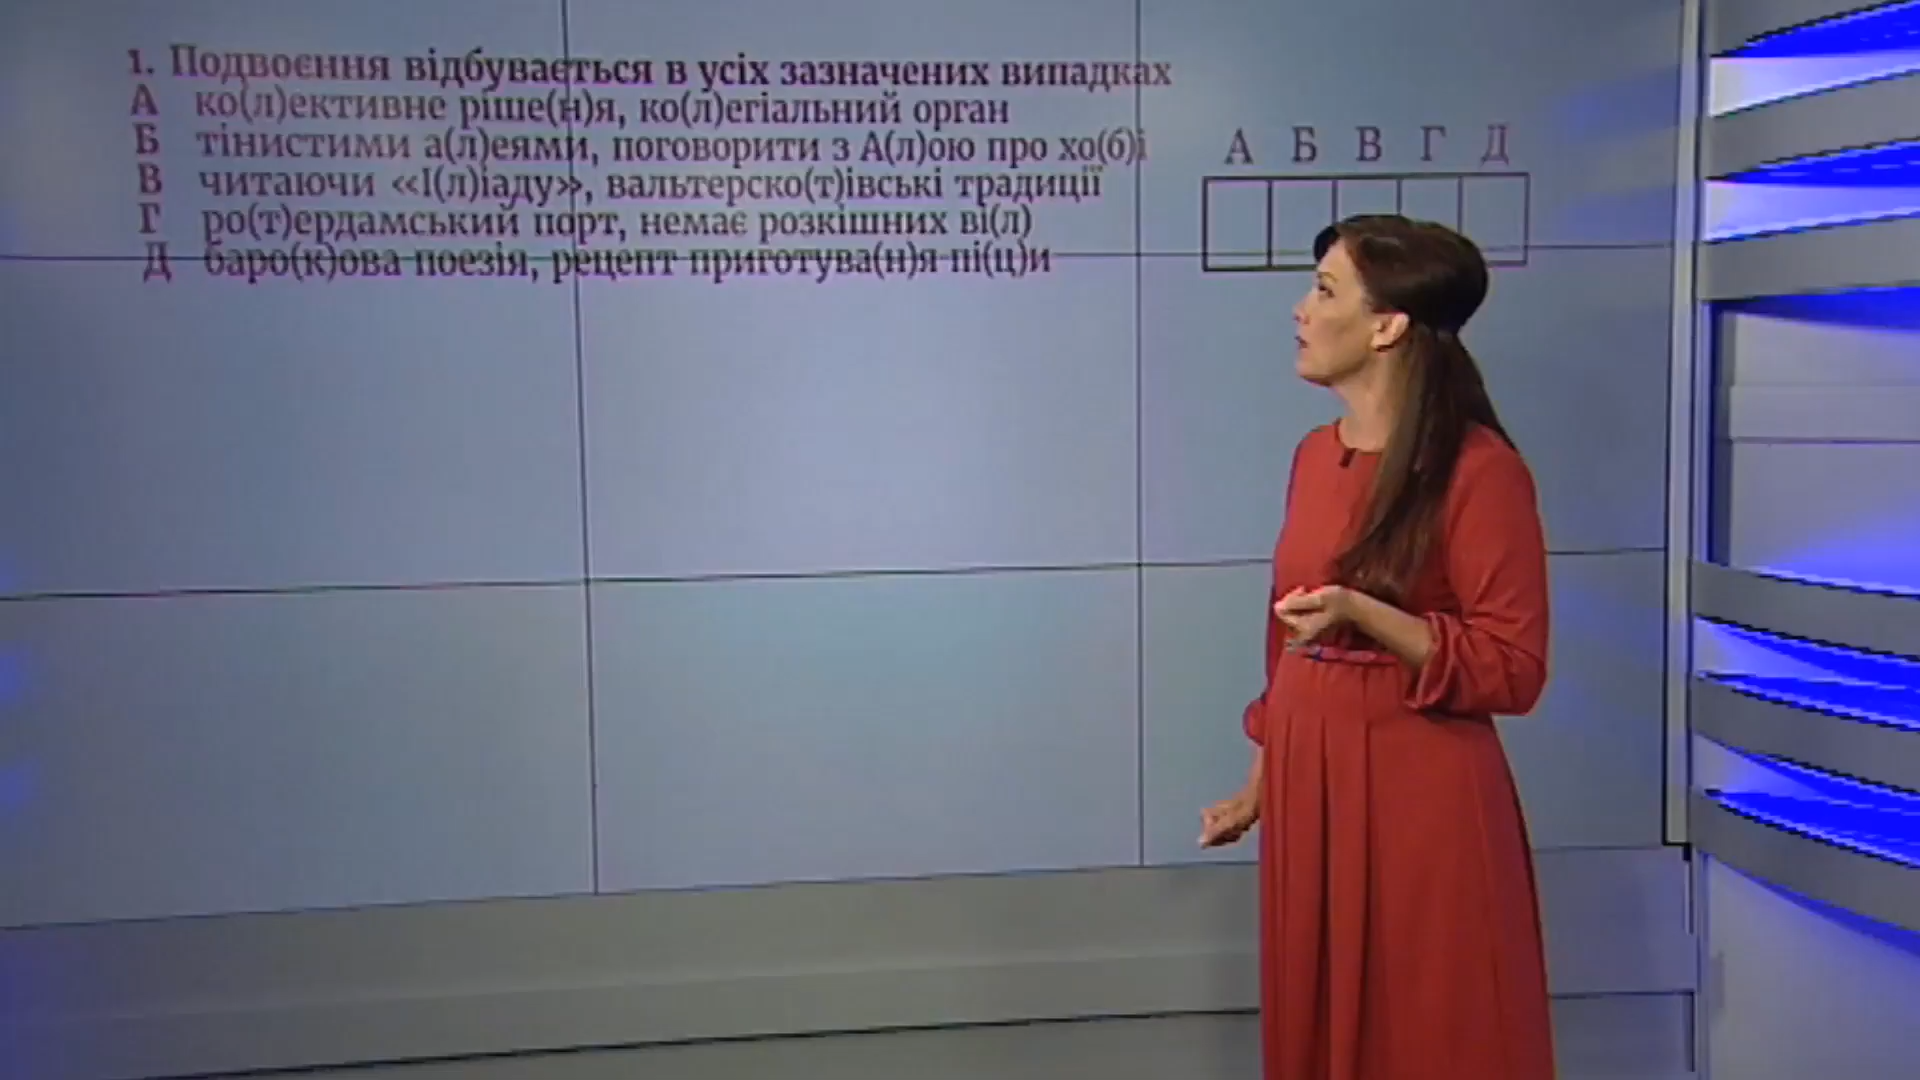 1. Подвоєння відбувається в усіх зазначених випадках
А ко(л)ективне ріше(н)я, ко(л)егіальний орган
Б тінистими а(л)еями, поговорити з А(л)ою про хо(б)і
В читаючи «І(л)іаду», вальтерско(т)івські традиції
Г ро(т)ердамський порт, немає розкішних ві(л)
Д баро(к)ова поезія, рецепт приготува(н)я пі(ц)и
А Б В Г Д